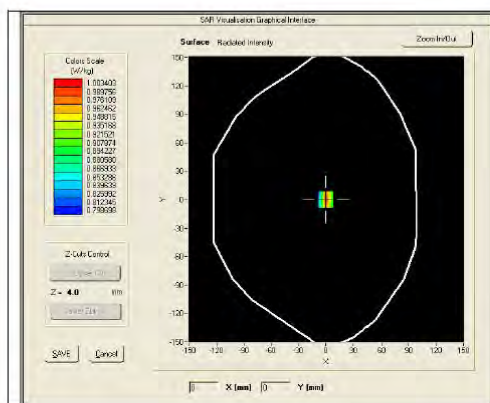 SAR Visualisation Graphical Interface
Surface Radiated Intensity
Zoom In/Out
Colors Scale
(W/kg)
1.003403
0.989756
0.976109
0.962462
0.948815
0.935168
0.921521
0.907874
0.894227
0.880580
0.866933
0.853286
0.839639
0.825992
0.812345
0.798698
150
120
90
60
30
0
-30
-60
-90
-120
-150
Y
-150 -120 -90 -60 -30 0 30 60 90 120 150
X
Z-Cuts Control
Z = 4.0 mm
SAVE Cancel
0 X (mm) 0 Y (mm)